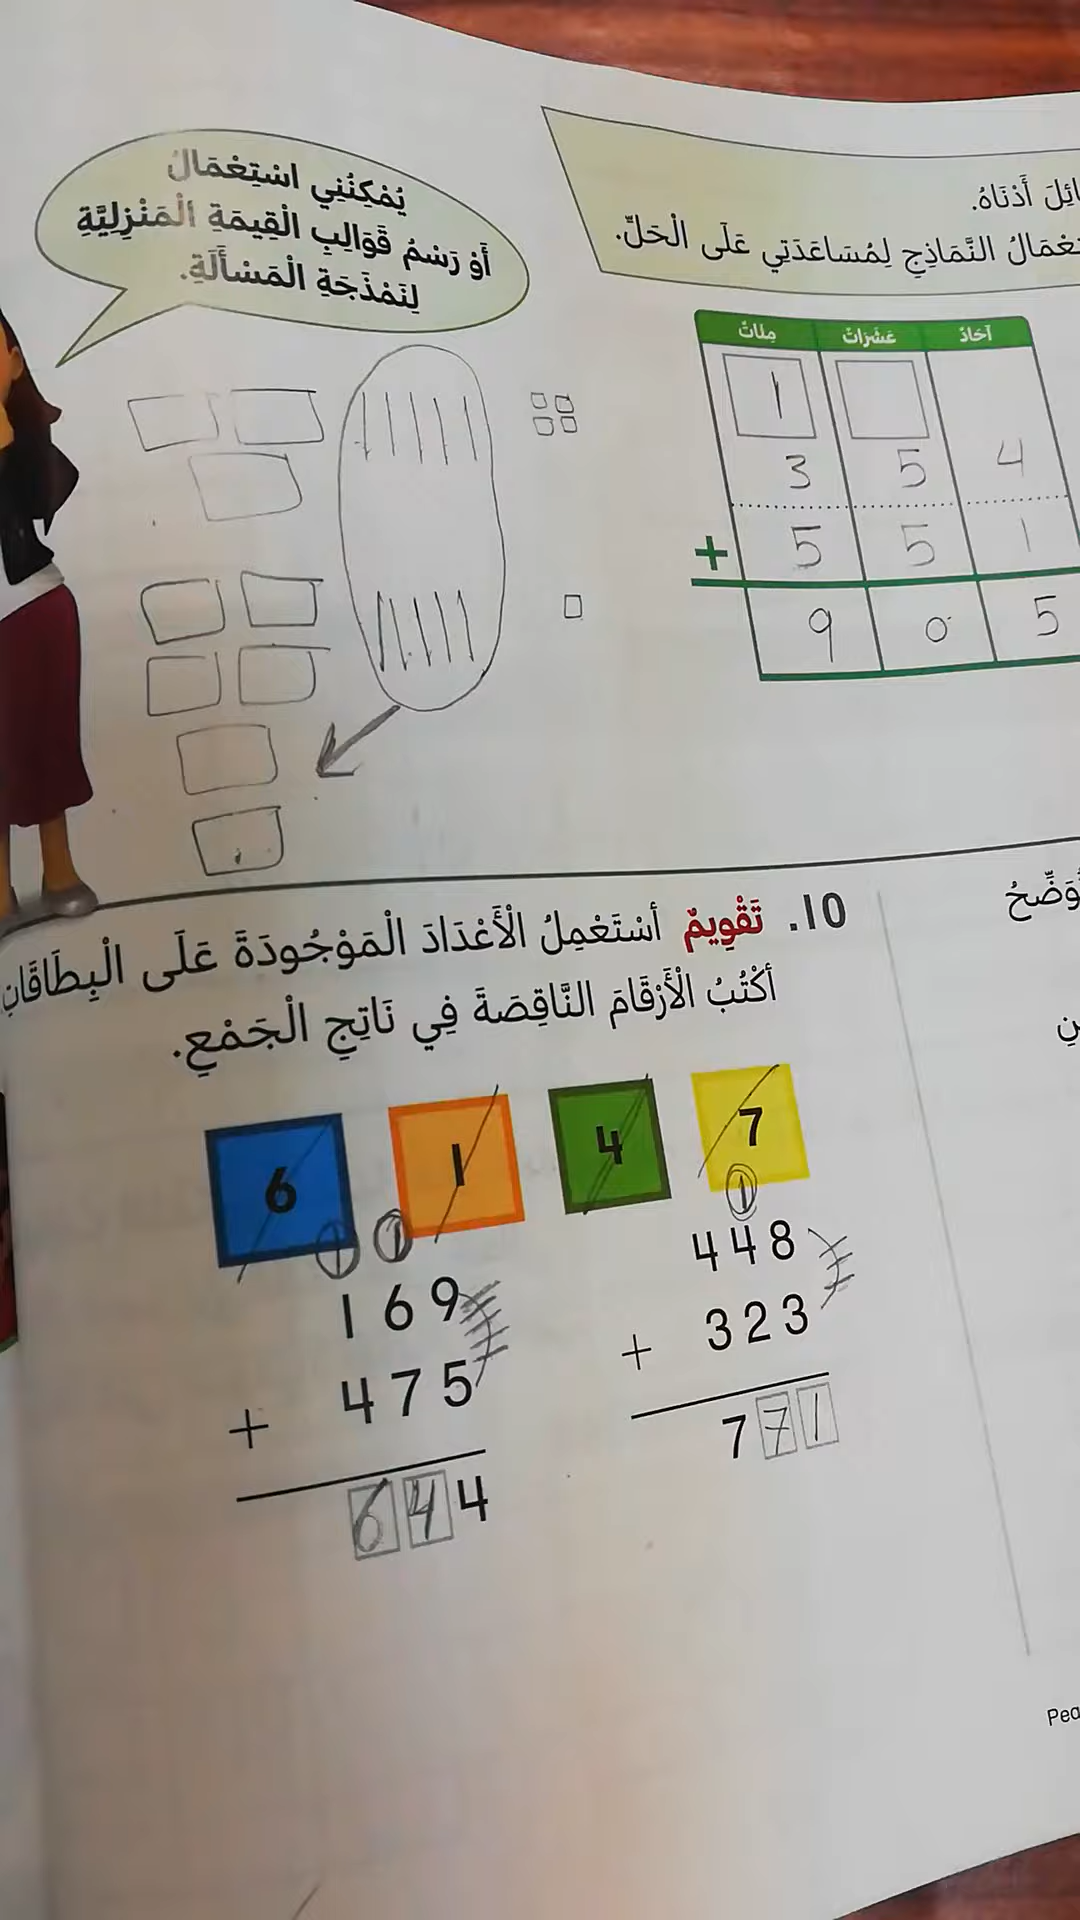 ائِلَ أَدْنَاهُ.
عْمَالُ النَّمَاذِجِ لِمُسَاعَدَتِي عَلَى الْحَلِّ.
يُمْكِنُنِي اسْتِعْمَالُ
أَوْ رَسْمُ قَوَالِبِ الْقِيمَةِ الْمَنْزِلِيَّةِ
لِنَمْذَجَةِ الْمَسْأَلَةِ.
مِئَاتٌ عَشَرَاتٌ آحَادٌ
1
3 5 4
+ 5 5 1
9 0 5
وَضِّحُ
10. تَقْوِيمٌ أَسْتَعْمِلُ الْأَعْدَادَ الْمَوْجُودَةَ عَلَى الْبِطَاقَاتِ
أَكْتُبُ الْأَرْقَامَ النَّاقِصَةَ فِي نَاتِجِ الْجَمْعِ.
نِ
6 1 4 7
1 1
169
+ 475
644
1
448
+ 323
771
Pea